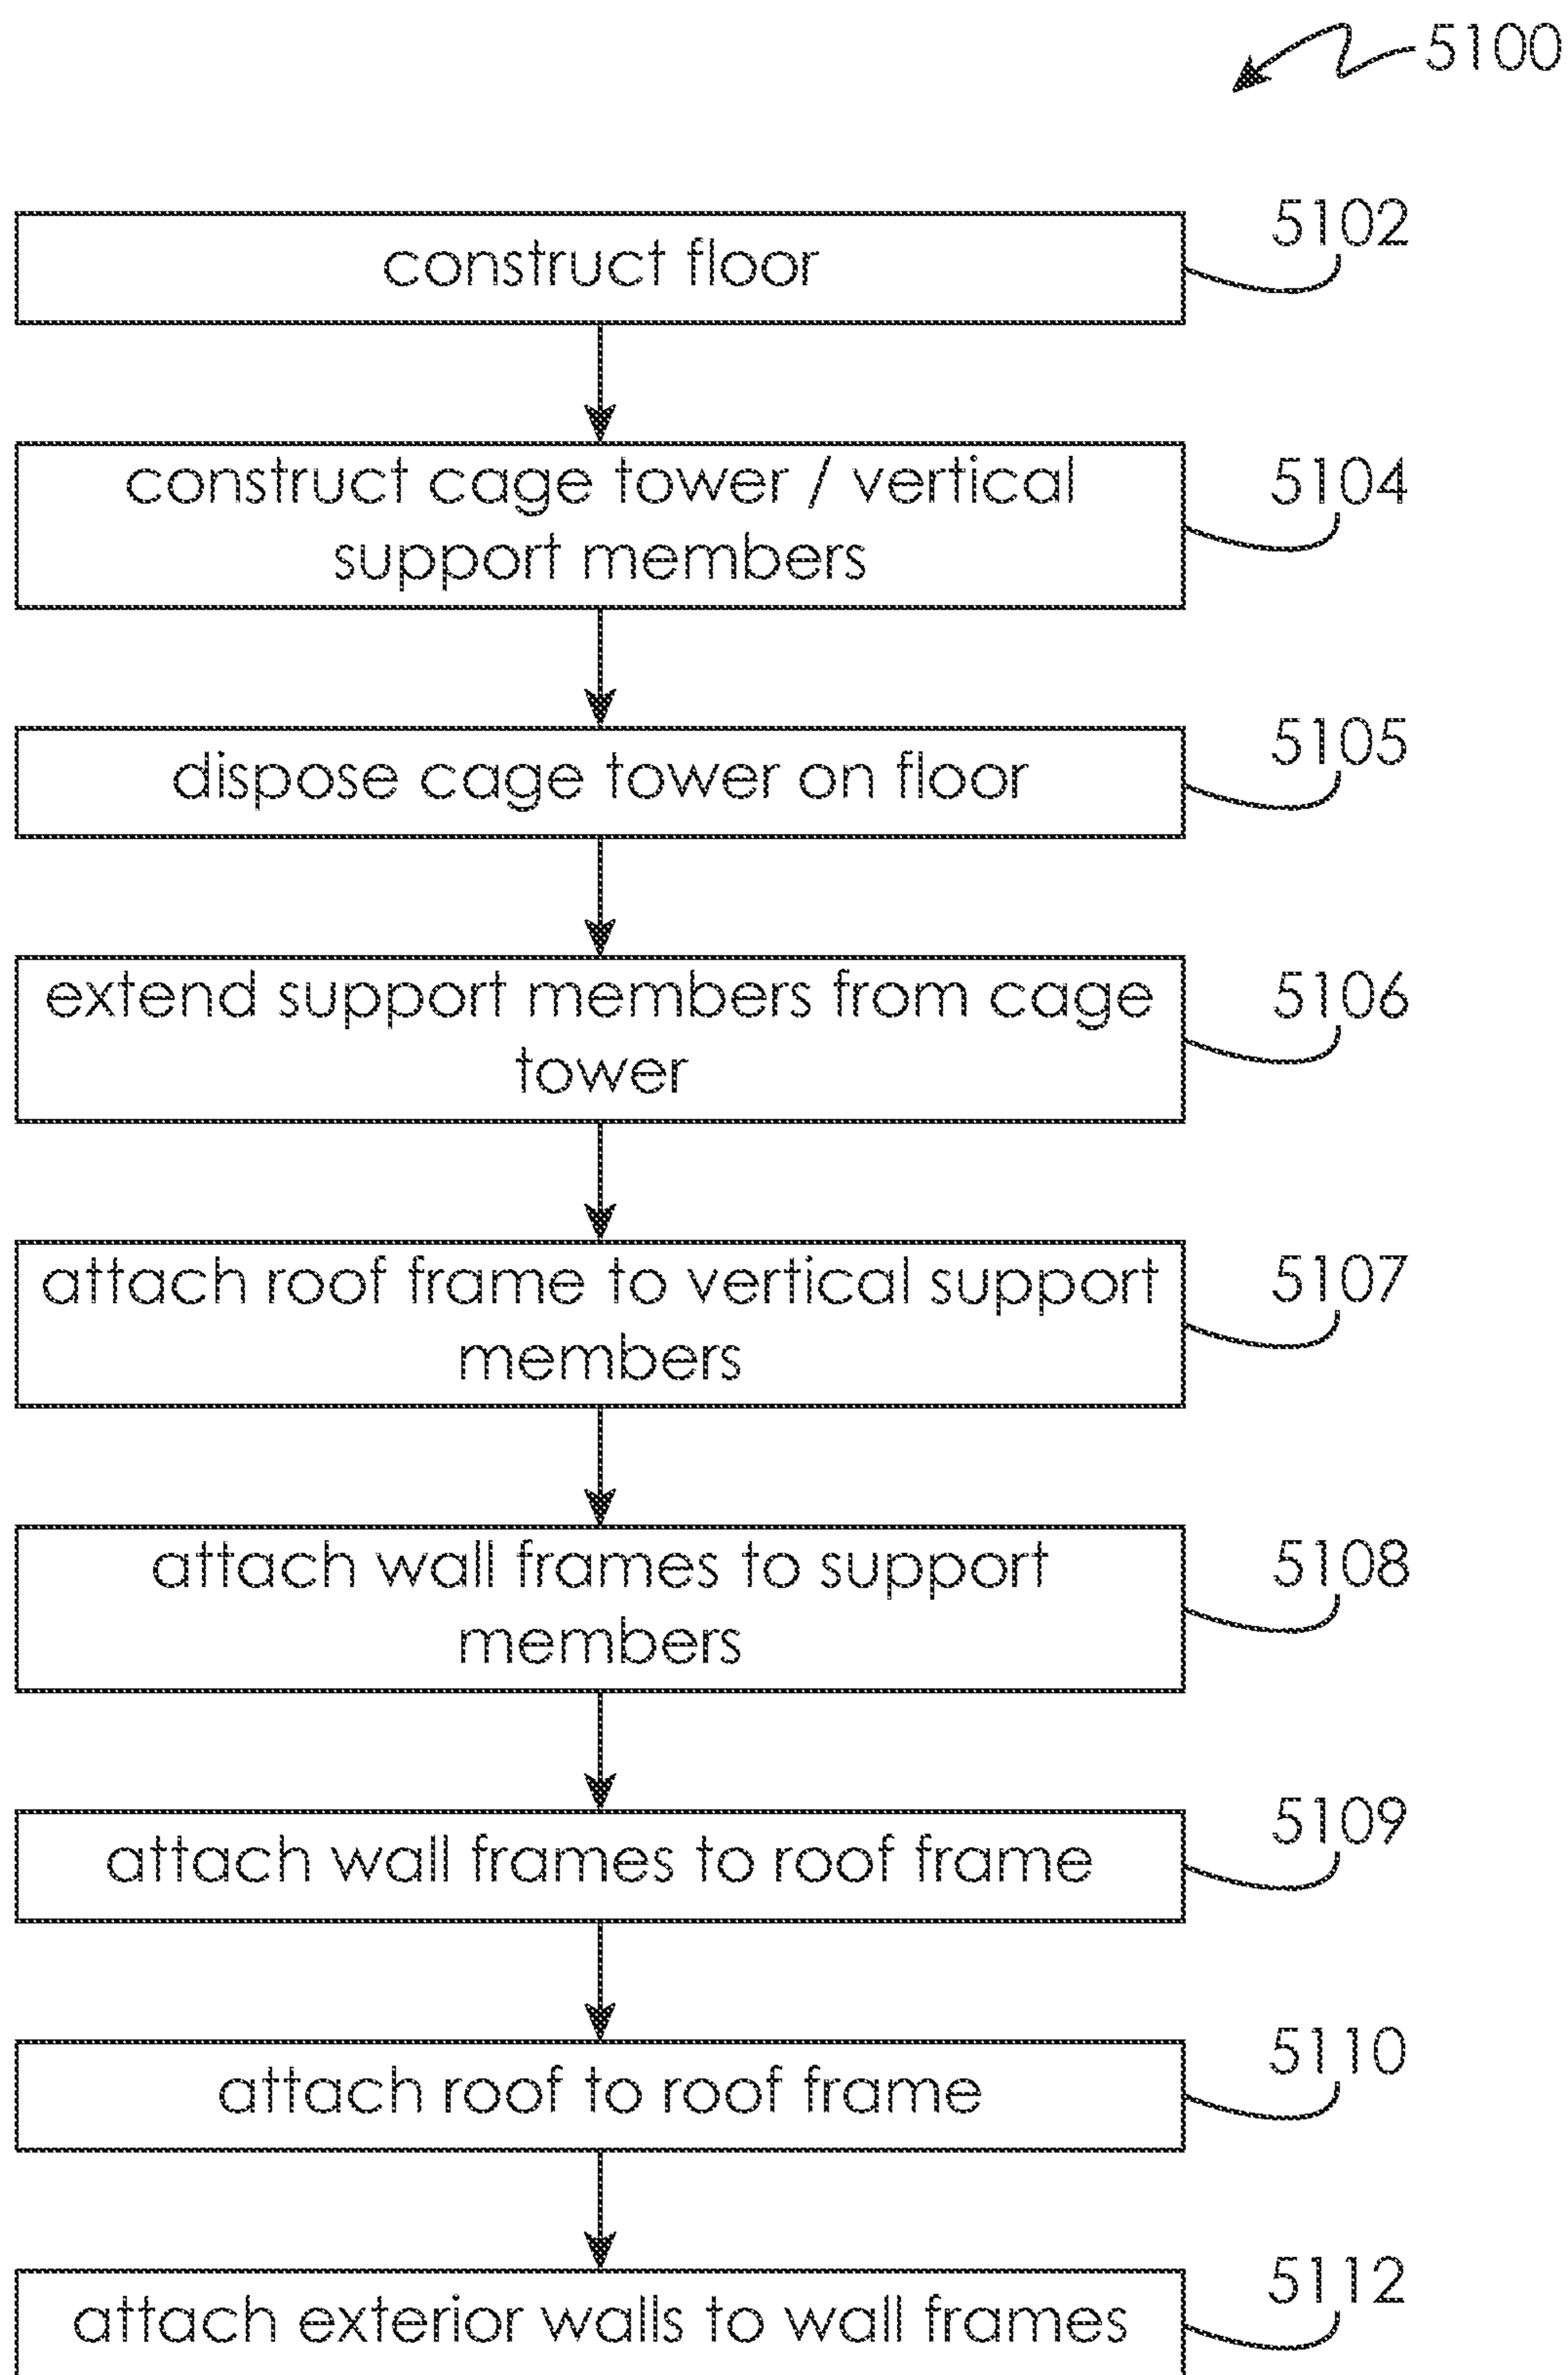 5100
construct floor
5102
construct cage tower / vertical
support members
5104
dispose cage tower on floor
5105
extend support members from cage
tower
5106
attach roof frame to vertical support
members
5107
attach wall frames to support
members
5108
attach wall frames to roof frame
5109
attach roof to roof frame
5110
attach exterior walls to wall frames
5112